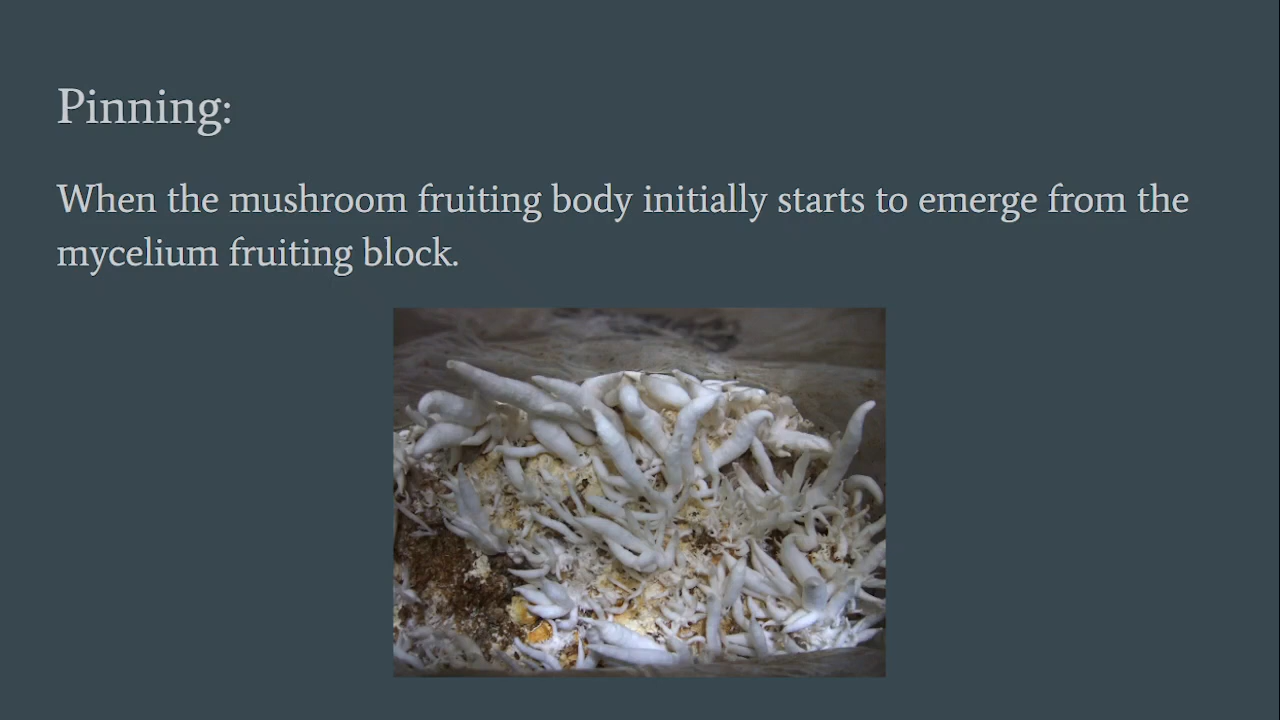 Pinning:
When the mushroom fruiting body initially starts to emerge from the
mycelium fruiting block.